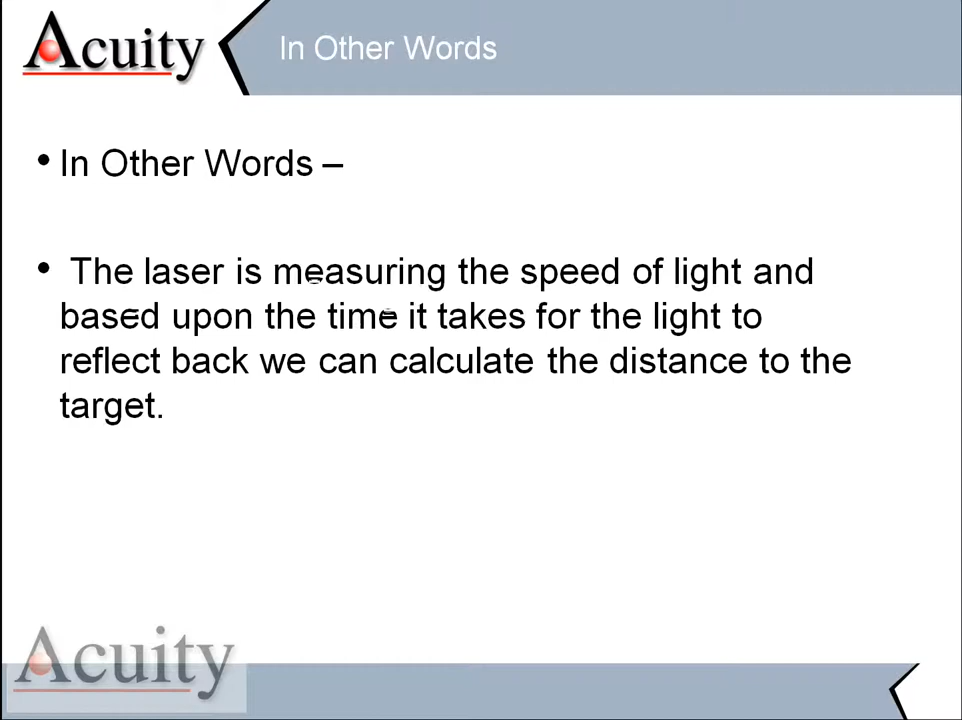 Acuity
In Other Words
• In Other Words –
• The laser is measuring the speed of light and
based upon the time it takes for the light to
reflect back we can calculate the distance to the
target.
Acuity